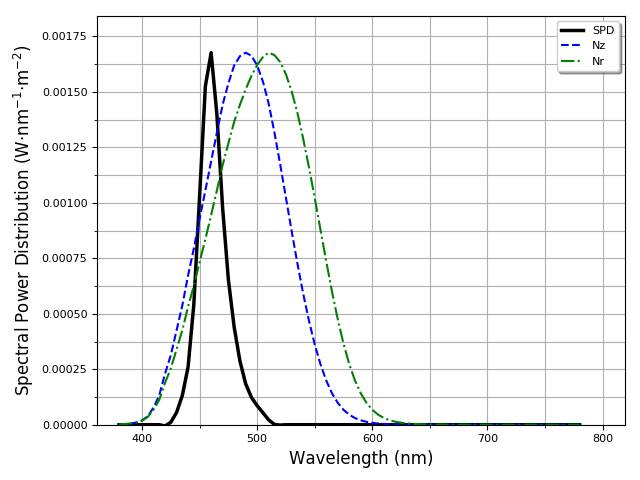 SPD
Nz
Nr
0.00175
0.00150
0.00125
0.00100
0.00075
0.00050
0.00025
0.00000
Spectral Power Distribution (W·nm⁻¹·m⁻²)
400
500
600
700
800
Wavelength (nm)